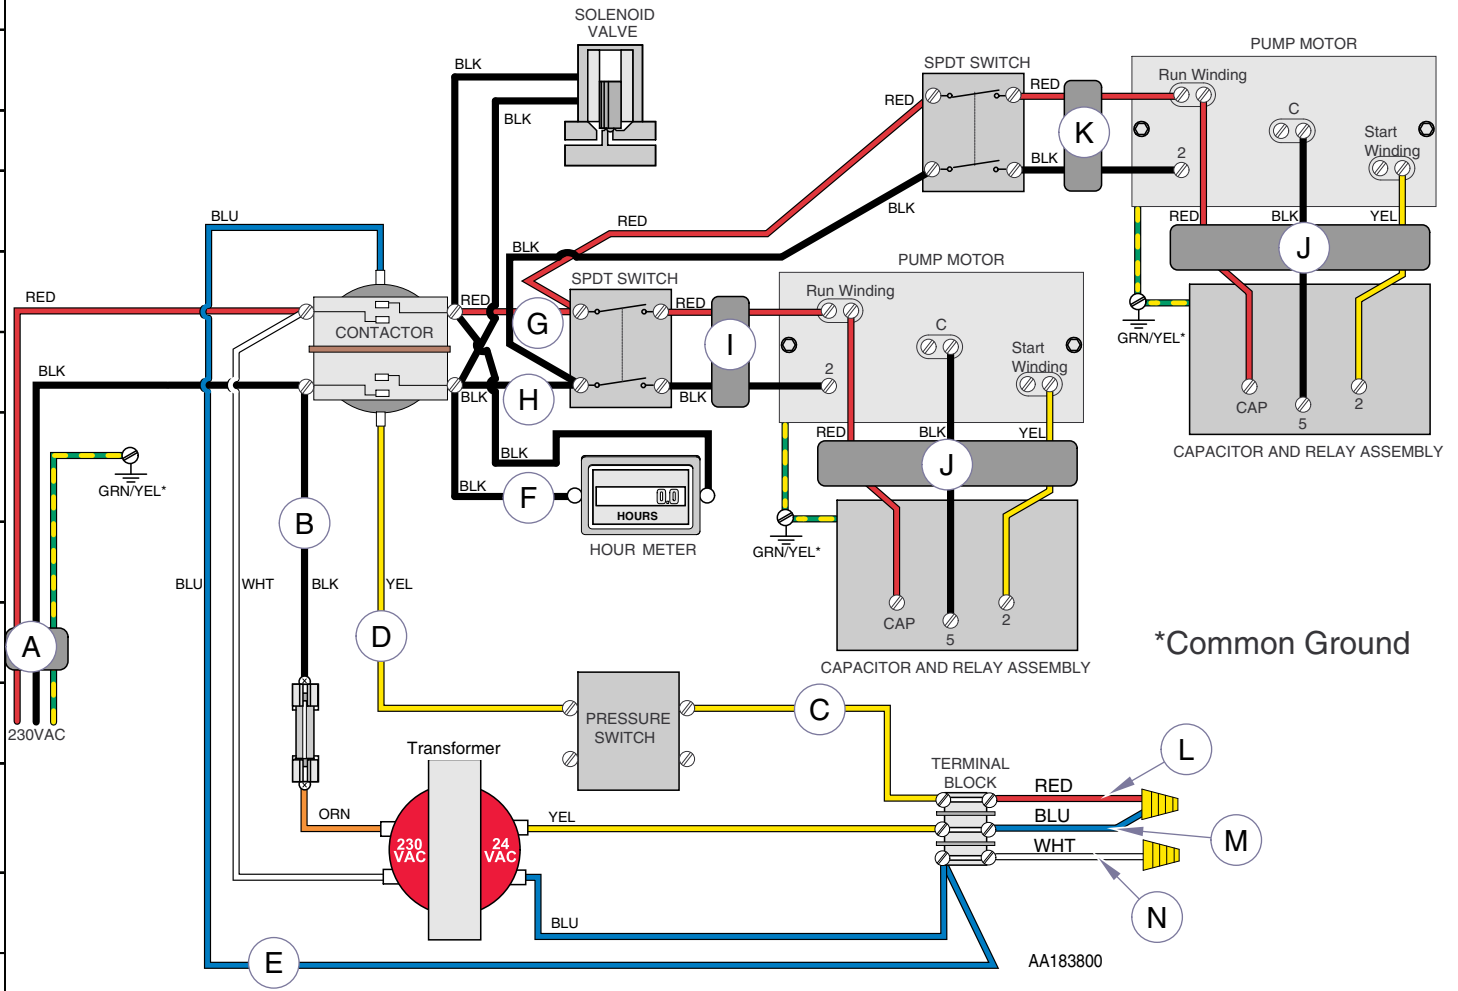 SOLENOID
VALVE
PUMP MOTOR
SPDT SWITCH
BLK
Run Winding
RED
RED
C
BLK
K
Start
Winding
BLK
2
BLK
RED
BLK
YEL
BLU
RED
BLK
J
PUMP MOTOR
SPDT SWITCH
Run Winding
RED
RED
RED
G
CONTACTOR
C
I
Start
Winding
GRN/YEL*
BLK
2
BLK
H
BLK
CAP
2
5
RED
BLK
YEL
CAPACITOR AND RELAY ASSEMBLY
BLK
J
GRN/YEL*
BLK
F
0.0
HOURS
B
HOUR METER
GRN/YEL*
BLU
WHT
BLK
YEL
CAP
2
5
A
D
*Common Ground
CAPACITOR AND RELAY ASSEMBLY
PRESSURE
SWITCH
C
230VAC
Transformer
L
TERMINAL
BLOCK
RED
ORN
YEL
BLU
M
230
VAC
24
VAC
WHT
N
BLU
E
AA183800